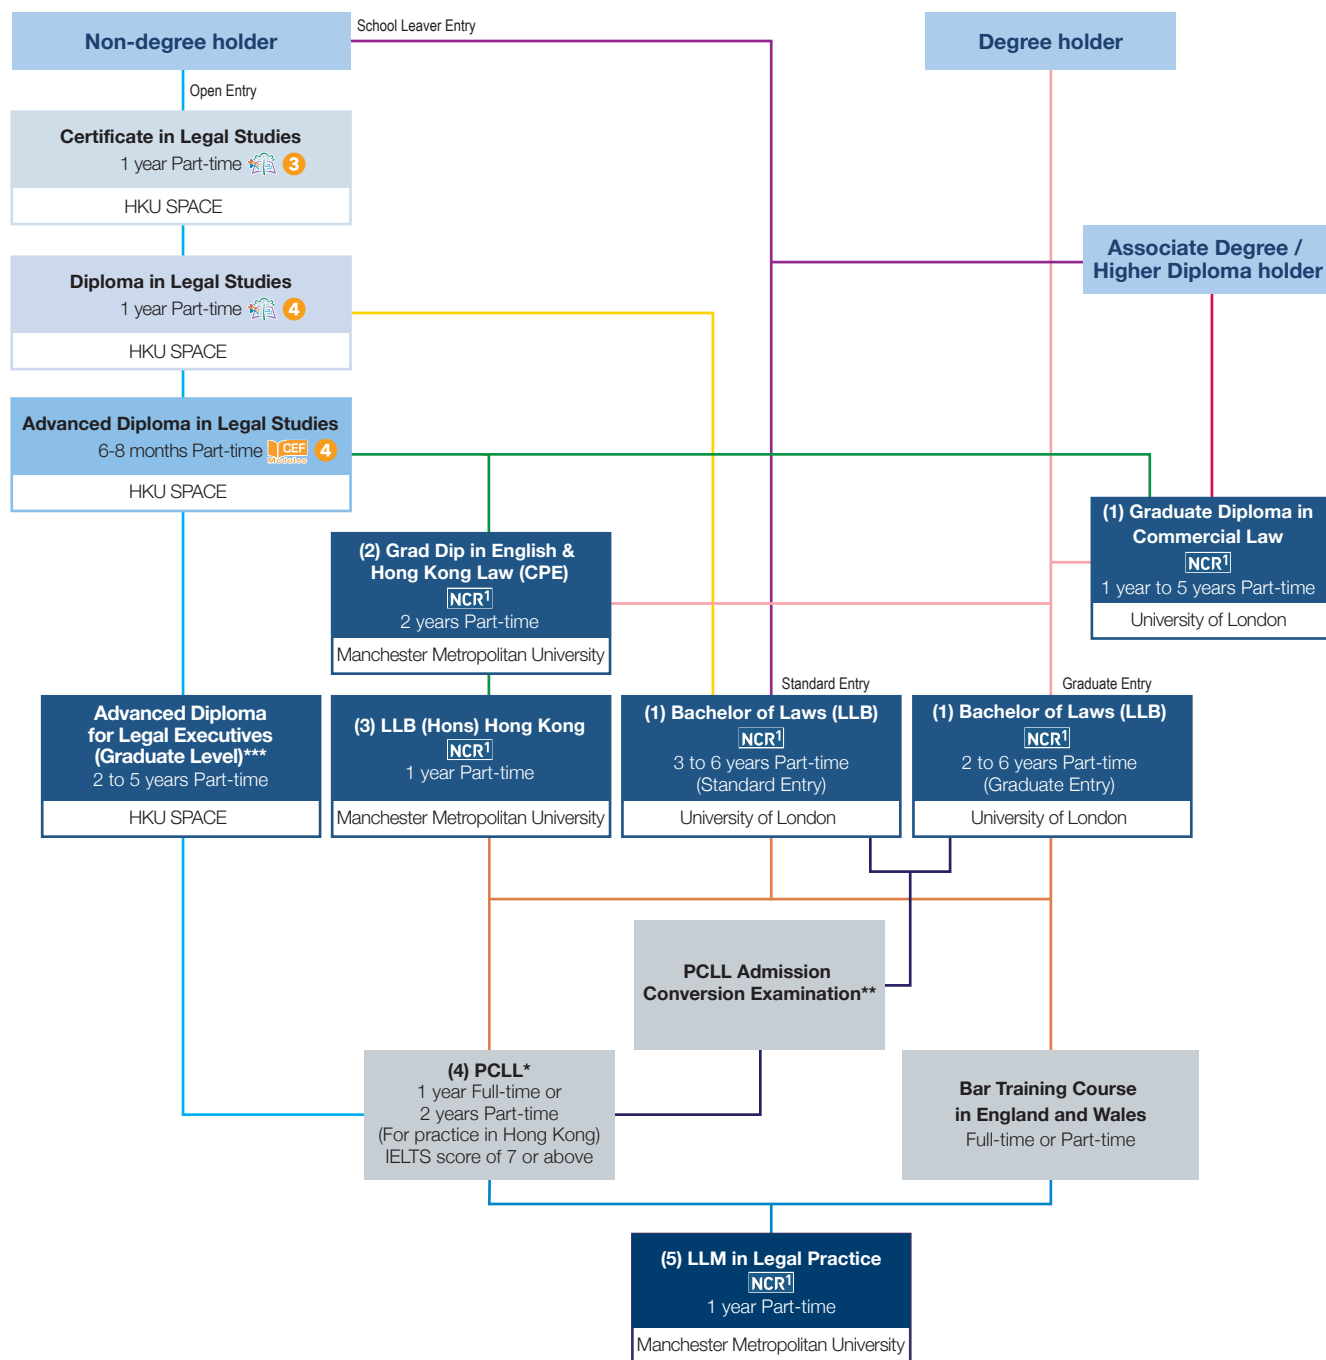 Non-degree holder
School Leaver Entry
Degree holder
Open Entry
Certificate in Legal Studies
1 year Part-time 3
HKU SPACE
Associate Degree /
Higher Diploma holder
Diploma in Legal Studies
1 year Part-time 4
HKU SPACE
Advanced Diploma in Legal Studies
6-8 months Part-time CEF Modules 4
HKU SPACE
(1) Graduate Diploma in
Commercial Law
NCR1
1 year to 5 years Part-time
University of London
(2) Grad Dip in English &
Hong Kong Law (CPE)
NCR1
2 years Part-time
Manchester Metropolitan University
Standard Entry
Graduate Entry
Advanced Diploma
for Legal Executives
(Graduate Level)***
2 to 5 years Part-time
HKU SPACE
(3) LLB (Hons) Hong Kong
NCR1
1 year Part-time
Manchester Metropolitan University
(1) Bachelor of Laws (LLB)
NCR1
3 to 6 years Part-time
(Standard Entry)
University of London
(1) Bachelor of Laws (LLB)
NCR1
2 to 6 years Part-time
(Graduate Entry)
University of London
PCLL Admission
Conversion Examination**
(4) PCLL*
1 year Full-time or
2 years Part-time
(For practice in Hong Kong)
IELTS score of 7 or above
Bar Training Course
in England and Wales
Full-time or Part-time
(5) LLM in Legal Practice
NCR1
1 year Part-time
Manchester Metropolitan University